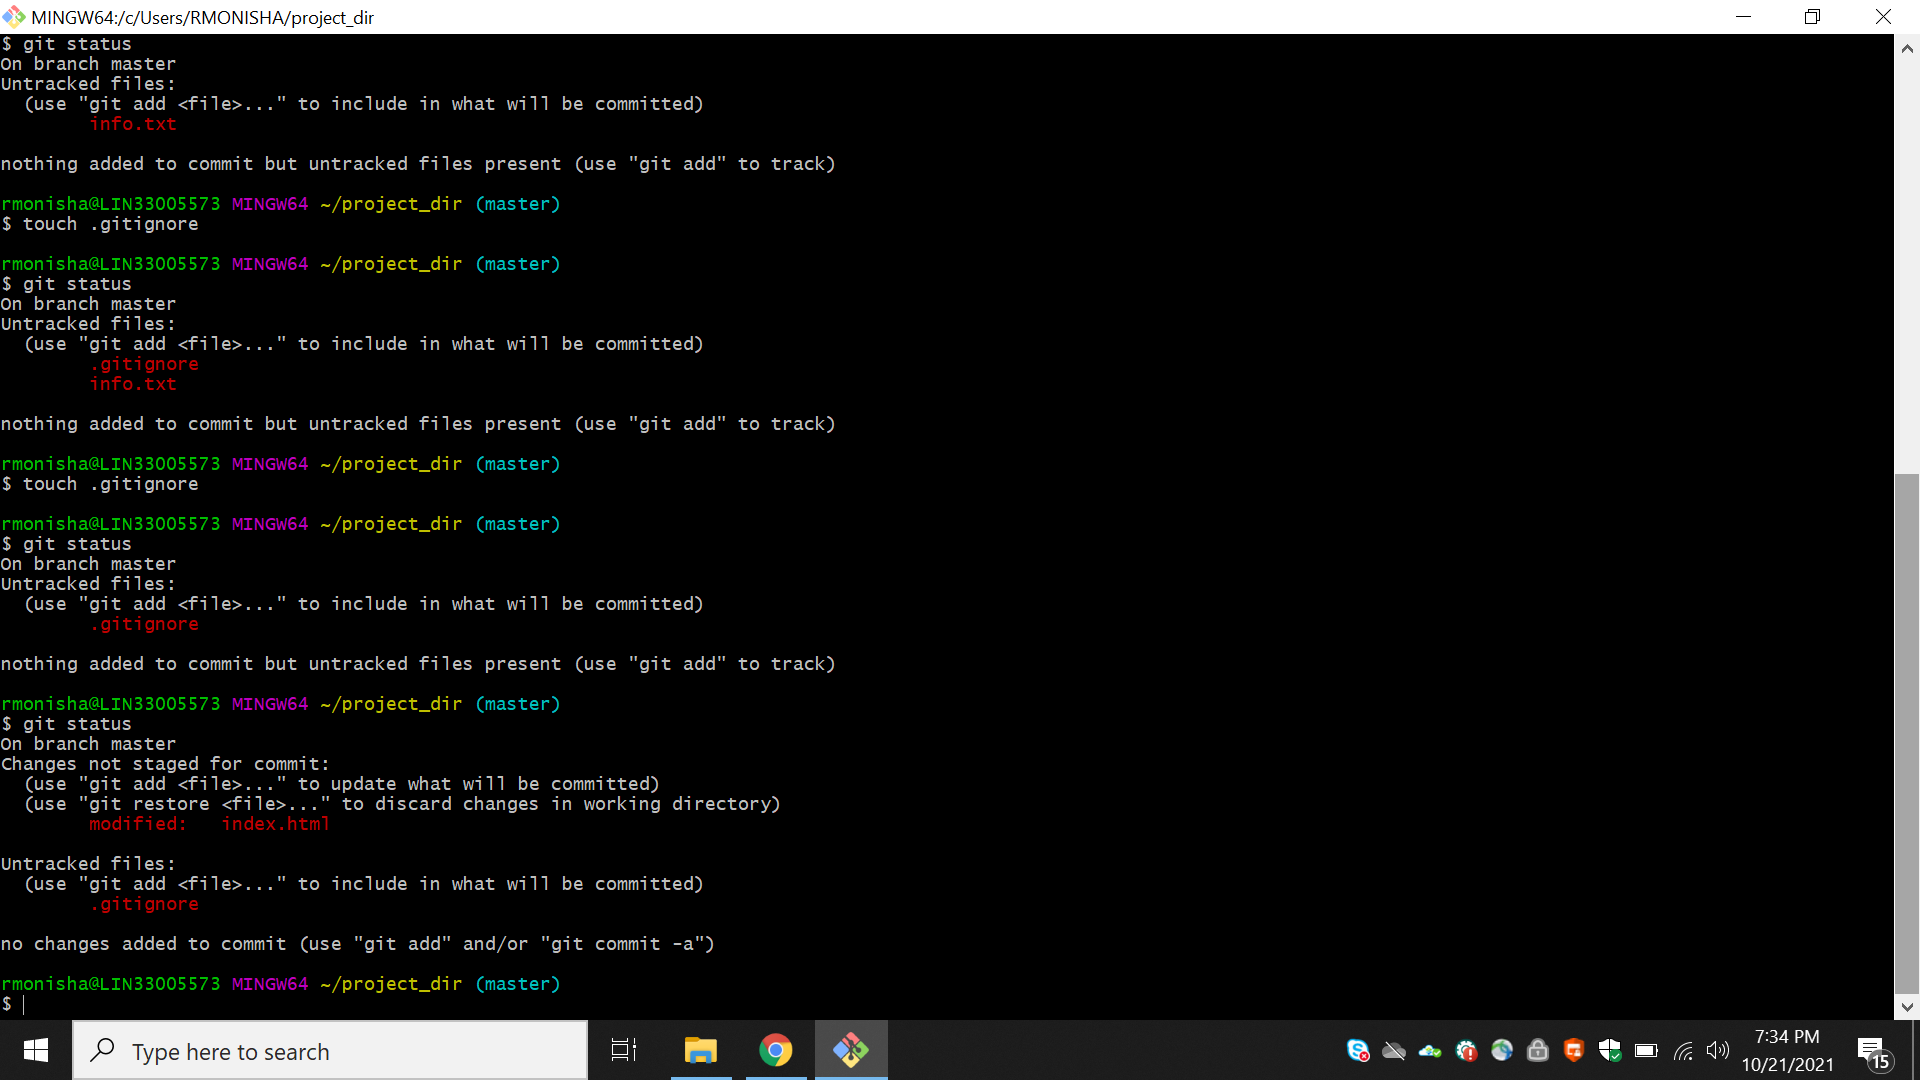 MINGW64:/c/Users/RMONISHA/project_dir
$ git status
On branch master
Untracked files:
  (use "git add <file>..." to include in what will be committed)
        info.txt
nothing added to commit but untracked files present (use "git add" to track)
rmonisha@LIN33005573 MINGW64 ~/project_dir (master)
$ touch .gitignore
rmonisha@LIN33005573 MINGW64 ~/project_dir (master)
$ git status
On branch master
Untracked files:
  (use "git add <file>..." to include in what will be committed)
        .gitignore
        info.txt
nothing added to commit but untracked files present (use "git add" to track)
rmonisha@LIN33005573 MINGW64 ~/project_dir (master)
$ touch .gitignore
rmonisha@LIN33005573 MINGW64 ~/project_dir (master)
$ git status
On branch master
Untracked files:
  (use "git add <file>..." to include in what will be committed)
        .gitignore
nothing added to commit but untracked files present (use "git add" to track)
rmonisha@LIN33005573 MINGW64 ~/project_dir (master)
$ git status
On branch master
Changes not staged for commit:
  (use "git add <file>..." to update what will be committed)
  (use "git restore <file>..." to discard changes in working directory)
        modified:   index.html
Untracked files:
  (use "git add <file>..." to include in what will be committed)
        .gitignore
no changes added to commit (use "git add" and/or "git commit -a")
rmonisha@LIN33005573 MINGW64 ~/project_dir (master)
$
Type here to search
7:34 PM
10/21/2021
15